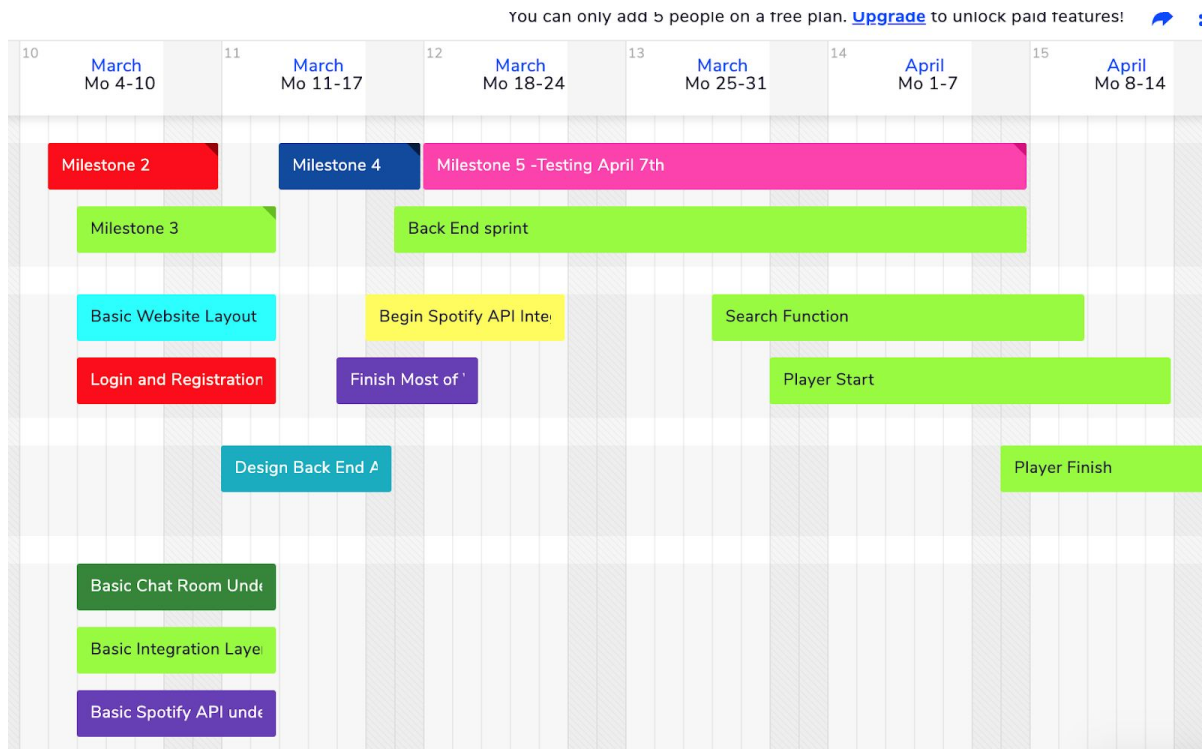 You can only add 5 people on a free plan. Upgrade to unlock paid features!
10 11 12 13 14 15
March March March March April April
Mo 4-10 Mo 11-17 Mo 18-24 Mo 25-31 Mo 1-7 Mo 8-14
Milestone 2 Milestone 4 Milestone 5 -Testing April 7th
Milestone 3 Back End sprint
Basic Website Layout Begin Spotify API Inte Search Function
Login and Registration Finish Most of Player Start
Design Back End A Player Finish
Basic Chat Room Unde
Basic Integration Laye
Basic Spotify API unde